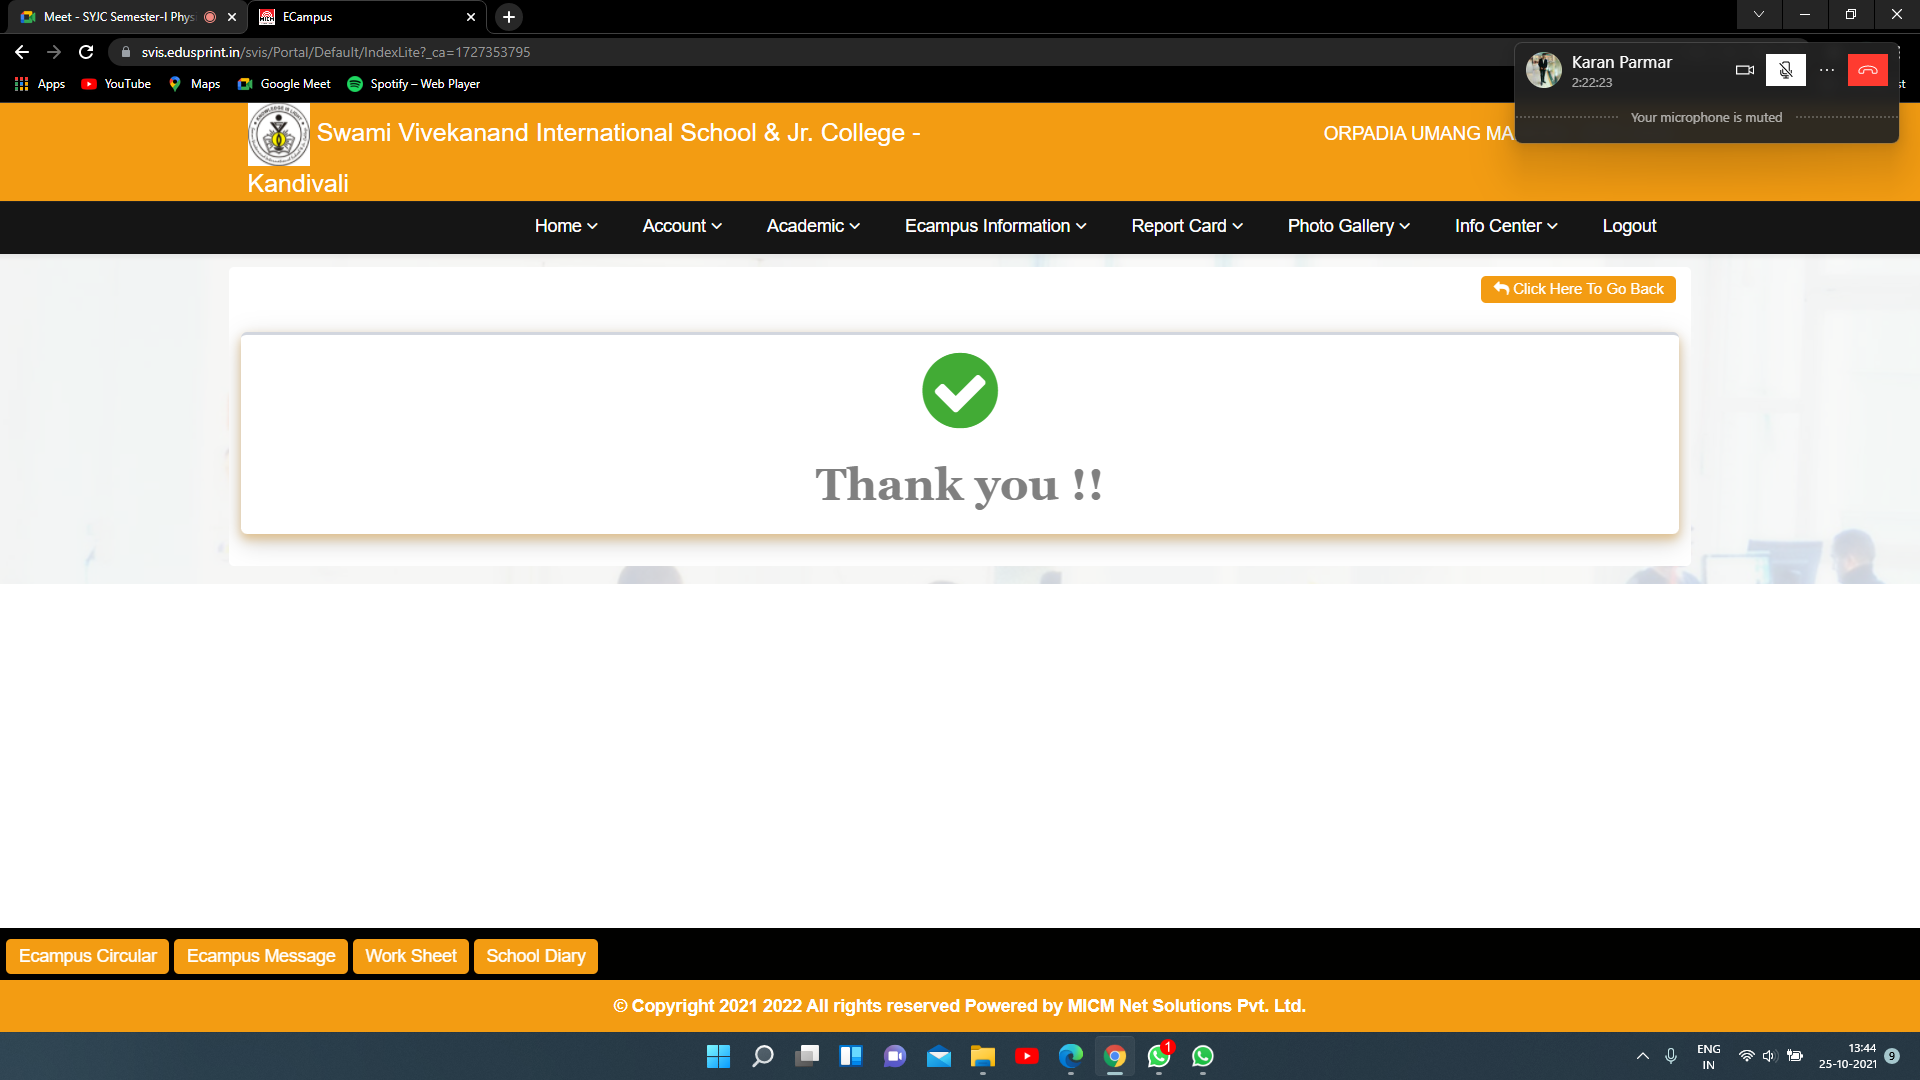 Meet - SYJC Semester-I Phys
ECampus
svis.edusprint.in/svis/Portal/Default/IndexLite?_ca=1727353795
Apps
YouTube
Maps
Google Meet
Spotify – Web Player
Karan Parmar
2:22:23
Your microphone is muted
Swami Vivekanand International School & Jr. College -
Kandivali
ORPADIA UMANG MA
Home
Account
Academic
Ecampus Information
Report Card
Photo Gallery
Info Center
Logout
Click Here To Go Back
Thank you !!
Ecampus Circular
Ecampus Message
Work Sheet
School Diary
© Copyright 2021 2022 All rights reserved Powered by MICM Net Solutions Pvt. Ltd.
1
ENG
IN
13:44
25-10-2021
9